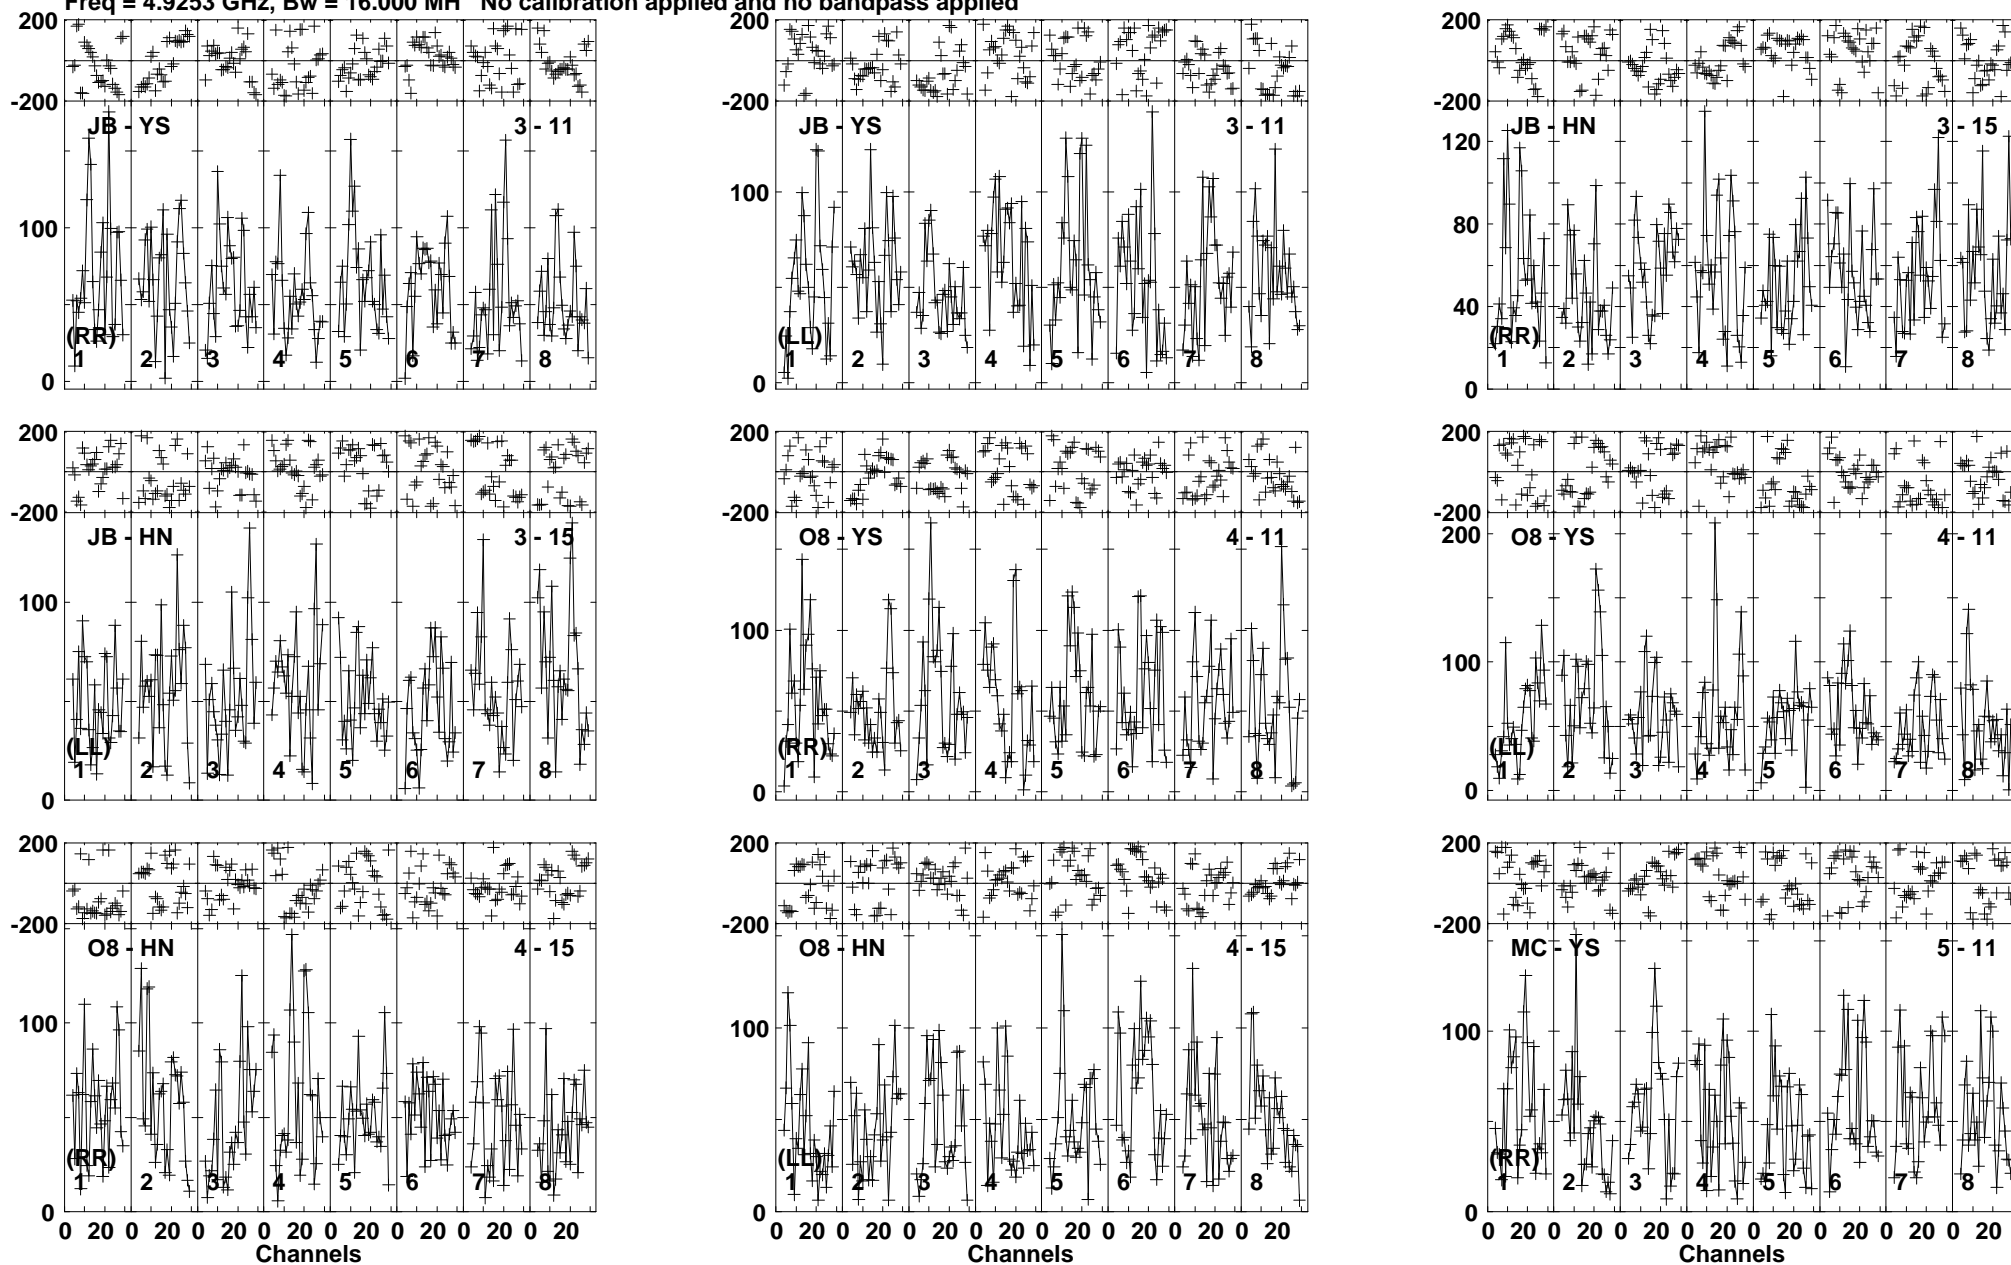 Freq = 4.9253 GHz, Bw = 16.000 MH No calibration applied and no bandpass applied
200 200 200
-200 -200 -200
JB - YS 3 - 11 JB - YS 3 - 11 JB - HN 3 - 15
120
100 100 80
40
(RR) (LL) (RR)
1 2 3 4 5 6 7 8 1 2 3 4 5 6 7 8 1 2 3 4 5 6 7 8
0 0 0
200 200 200
-200 -200 -200
JB - HN 3 - 15 O8 - YS 4 - 11 O8 - YS 4 - 11
200
100 100 100
(LL) (RR) (LL)
1 2 3 4 5 6 7 8 1 2 3 4 5 6 7 8 1 2 3 4 5 6 7 8
0 0 0
200 200 200
-200 -200 -200
O8 - HN 4 - 15 O8 - HN 4 - 15 MC - YS 5 - 11
100 100 100
(RR) (LL) (RR)
1 2 3 4 5 6 7 8 1 2 3 4 5 6 7 8 1 2 3 4 5 6 7 8
0 0 0
0 20 0 20 0 20 0 20 0 20 0 20 0 20 0 20 0 20 0 20 0 20 0 20 0 20 0 20 0 20 0 20 0 20 0 20 0 20 0 20 0 20 0 20 0 20 0 20
Channels Channels Channels